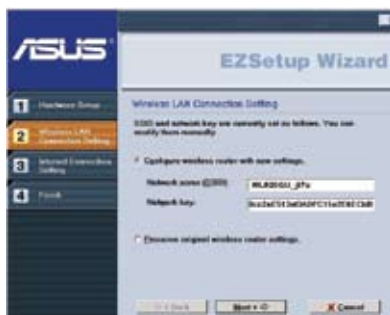 ASUS
EZSetup Wizard
1 Hardware Setup
2 Wireless LAN
Connection Setting
3 Internet Connection
Setting
4 Finish
Wireless LAN Connection Setting
SSID and network key are currently set as follows. You can
modify them manually.
Configure wireless router with new settings.
Network name (SSID):
Network key:
Preserve original wireless router settings.
< Back
Next >
Cancel